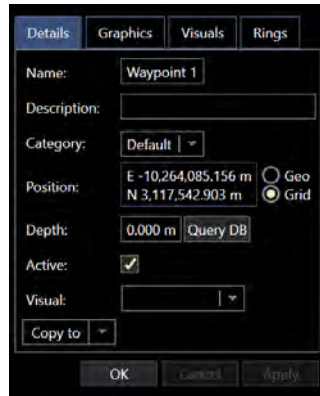 Details Graphics Visuals Rings
Name: Waypoint 1
Description:
Category: Default
Position: E -10,264,085.156 m Geo
N 3,117,542.903 m Grid
Depth: 0.000 m Query DB
Active:
Visual:
Copy to
OK Cancel Apply